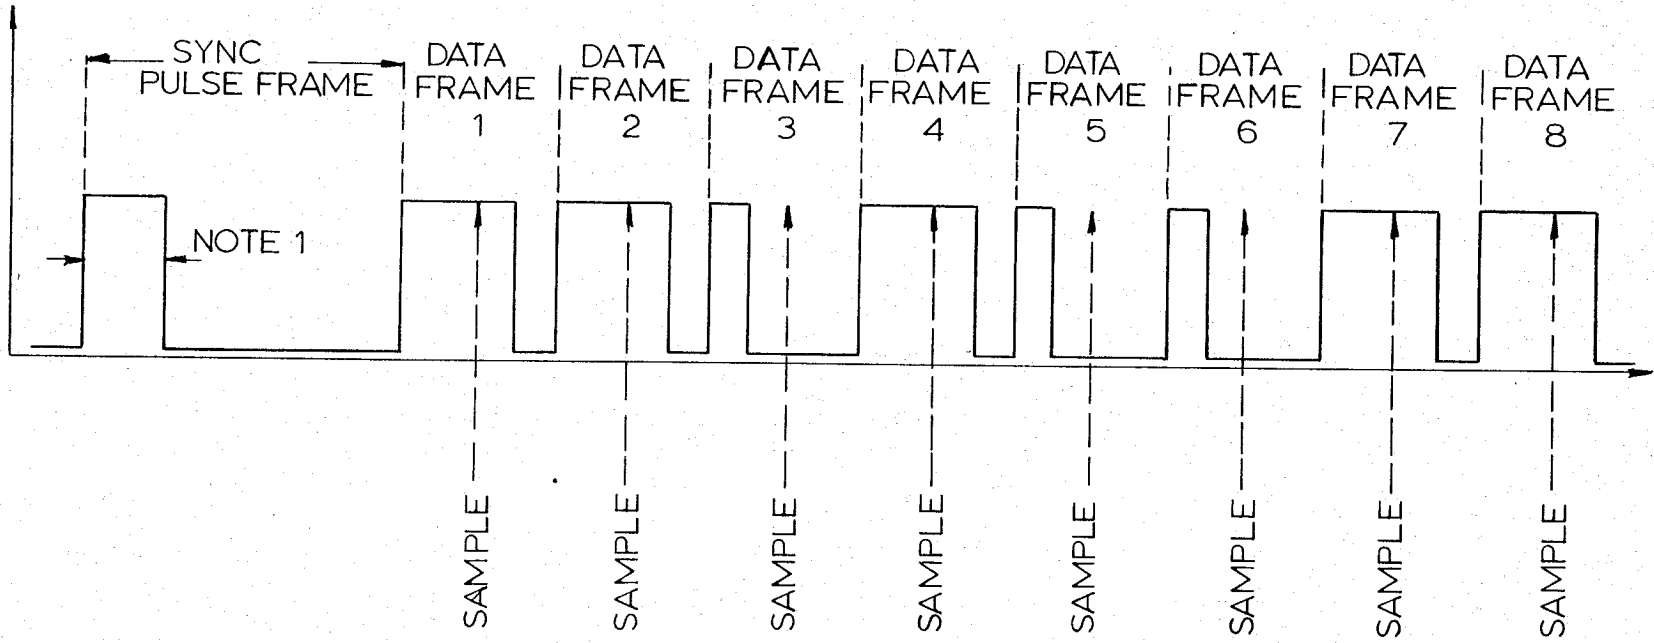 SYNC
PULSE FRAME
DATA
FRAME
1
DATA
FRAME
2
DATA
FRAME
3
DATA
FRAME
4
DATA
FRAME
5
DATA
FRAME
6
DATA
FRAME
7
DATA
FRAME
8
NOTE 1
SAMPLE
SAMPLE
SAMPLE
SAMPLE
SAMPLE
SAMPLE
SAMPLE
SAMPLE